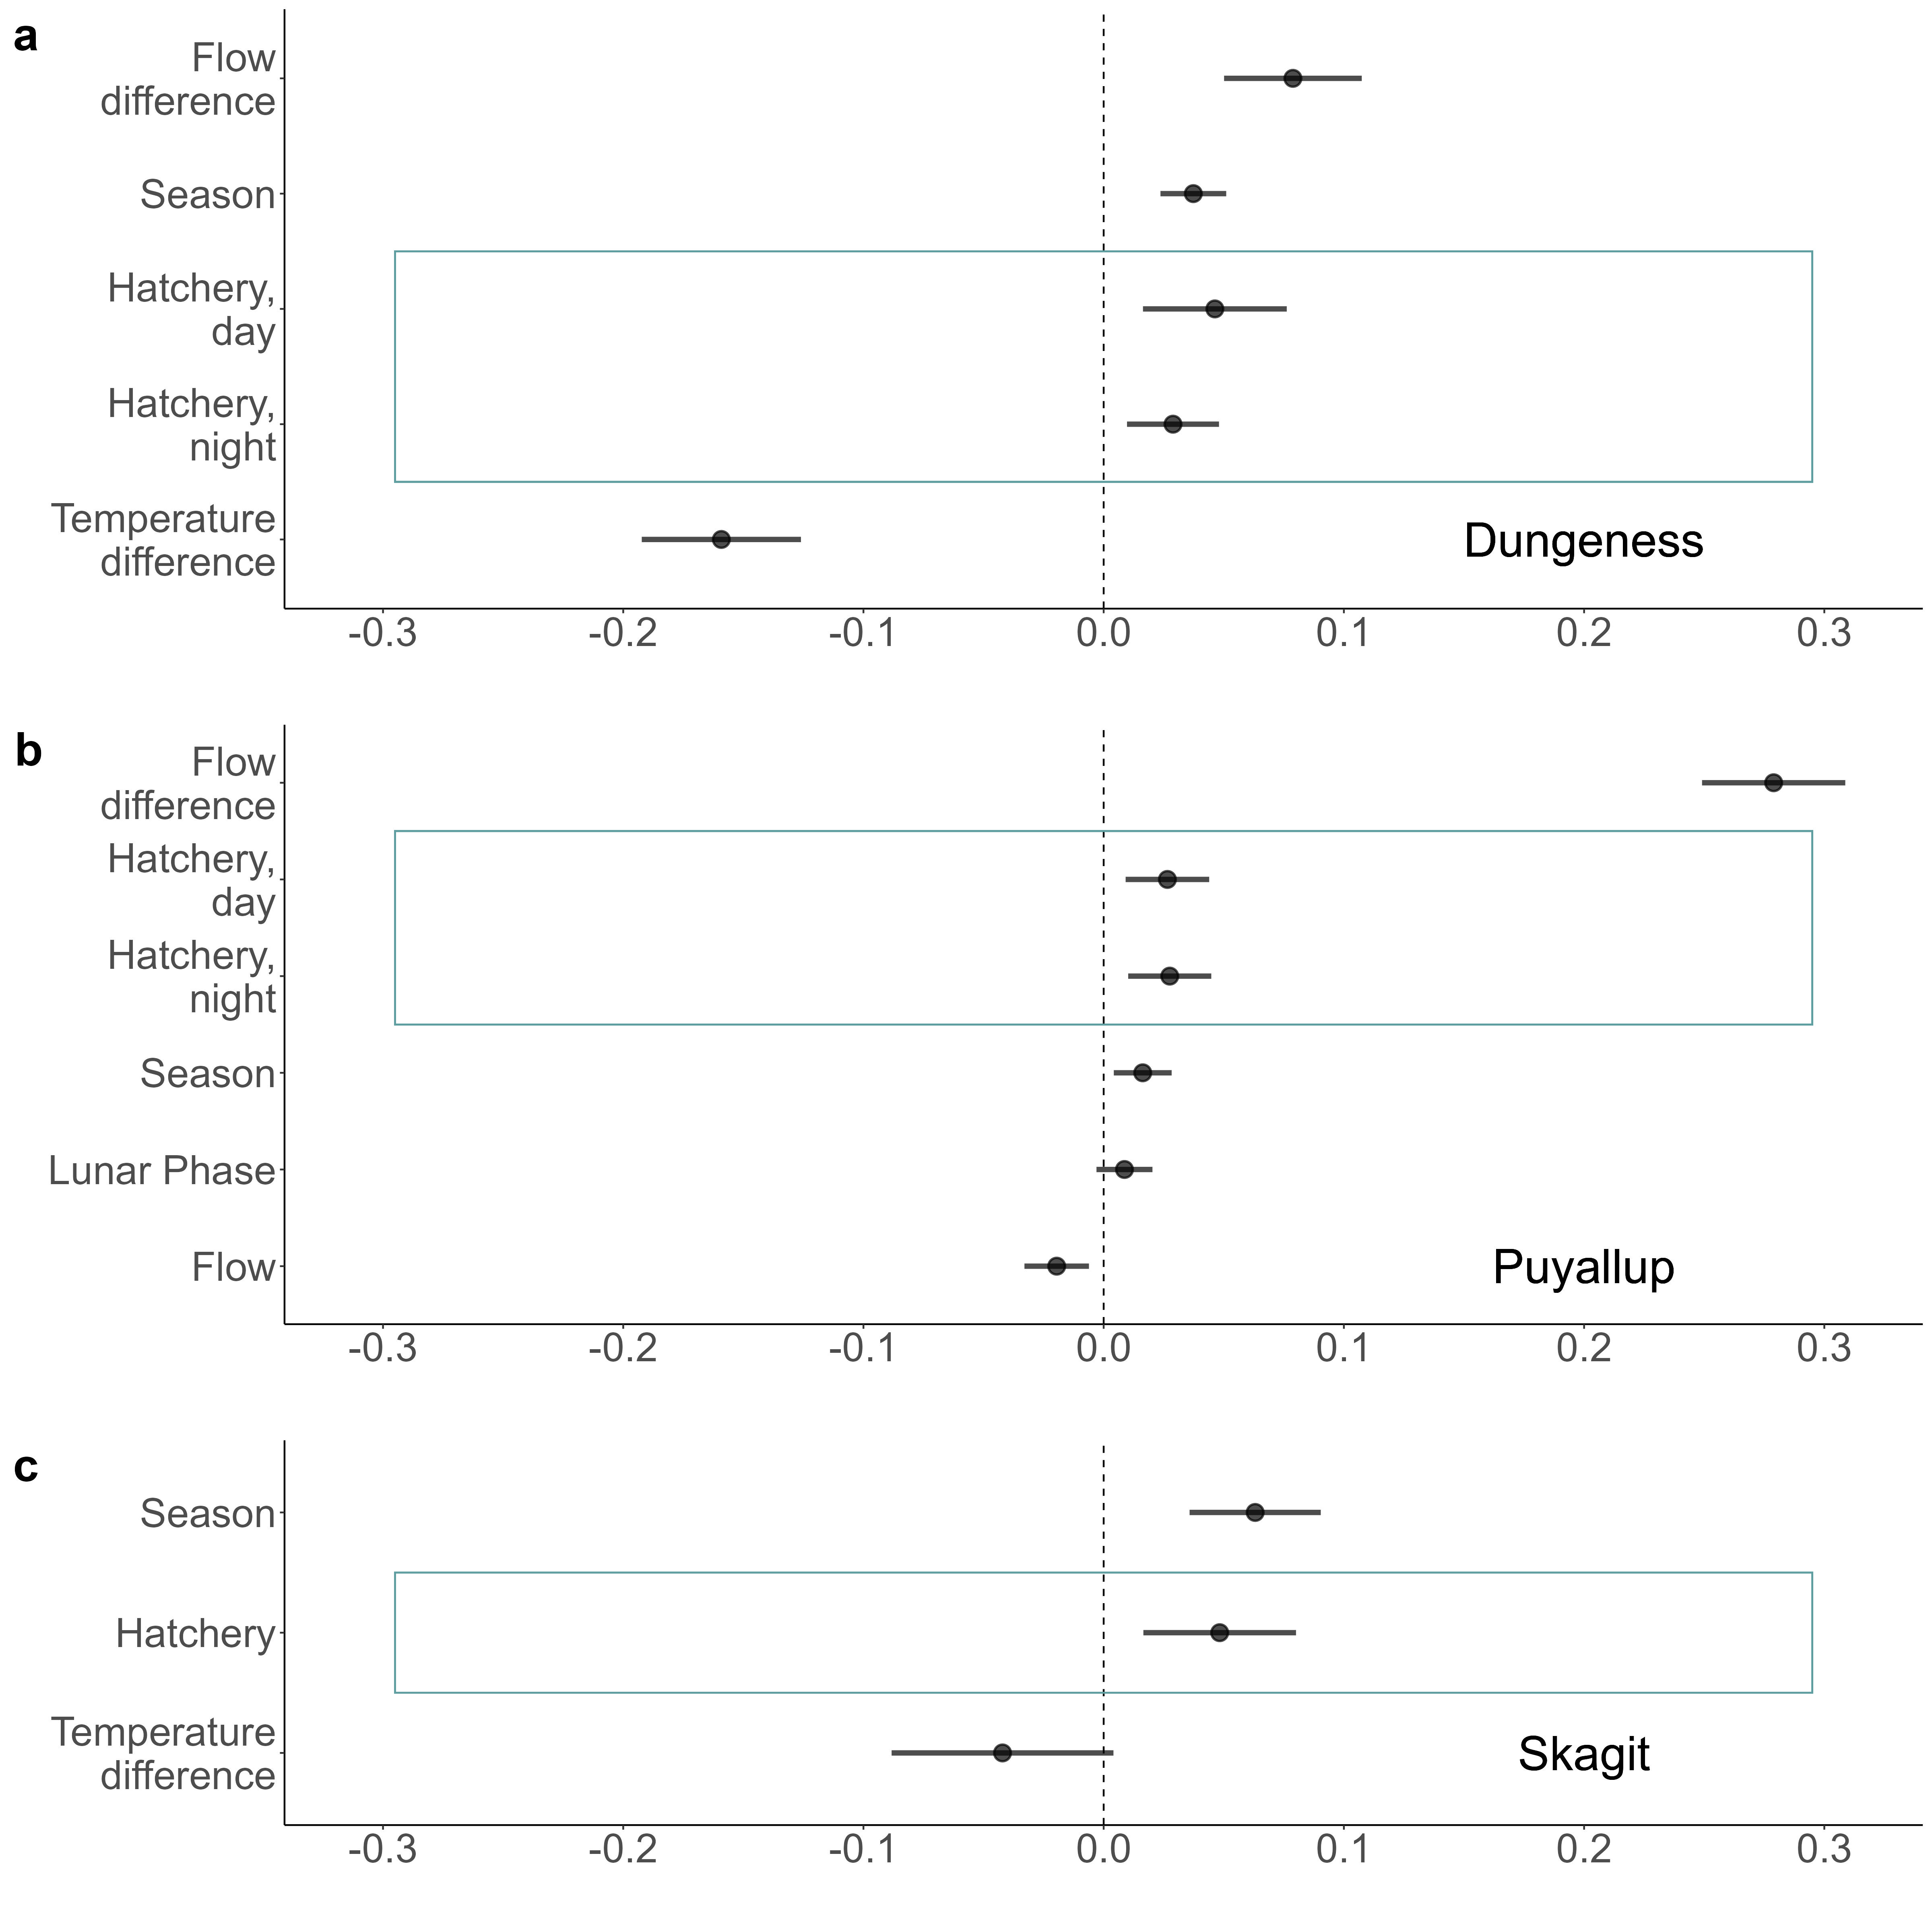 a
Flow
difference
Season
Hatchery,
day
Hatchery,
night
Temperature
difference
Dungeness
-0.3 -0.2 -0.1 0.0 0.1 0.2 0.3
b
Flow
difference
Hatchery,
day
Hatchery,
night
Season
Lunar Phase
Flow
Puyallup
-0.3 -0.2 -0.1 0.0 0.1 0.2 0.3
c
Season
Hatchery
Temperature
difference
Skagit
-0.3 -0.2 -0.1 0.0 0.1 0.2 0.3